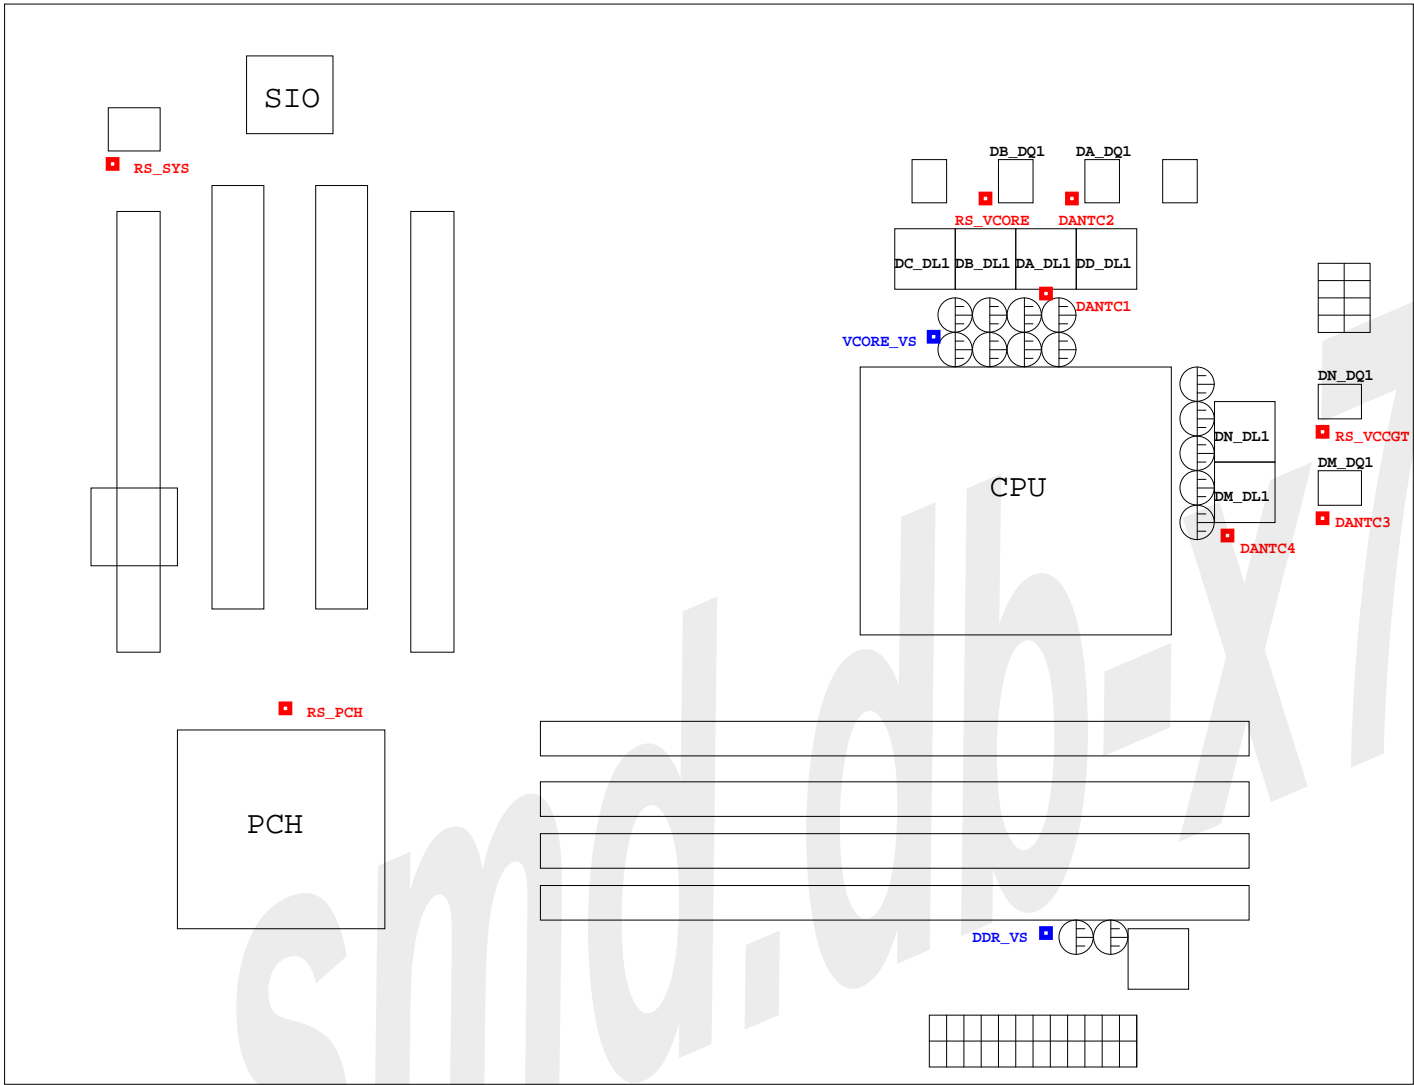 SIO
RS_SYS
DB_DQ1
DA_DQ1
RS_VCORE
DANTC2
DC_DL1
DB_DL1
DA_DL1
DD_DL1
DANTC1
VCORE_VS
DN_DQ1
RS_VCCGT
DN_DL1
DM_DQ1
CPU
DM_DL1
DANTC3
DANTC4
RS_PCH
PCH
DDR_VS
smd.db-x7